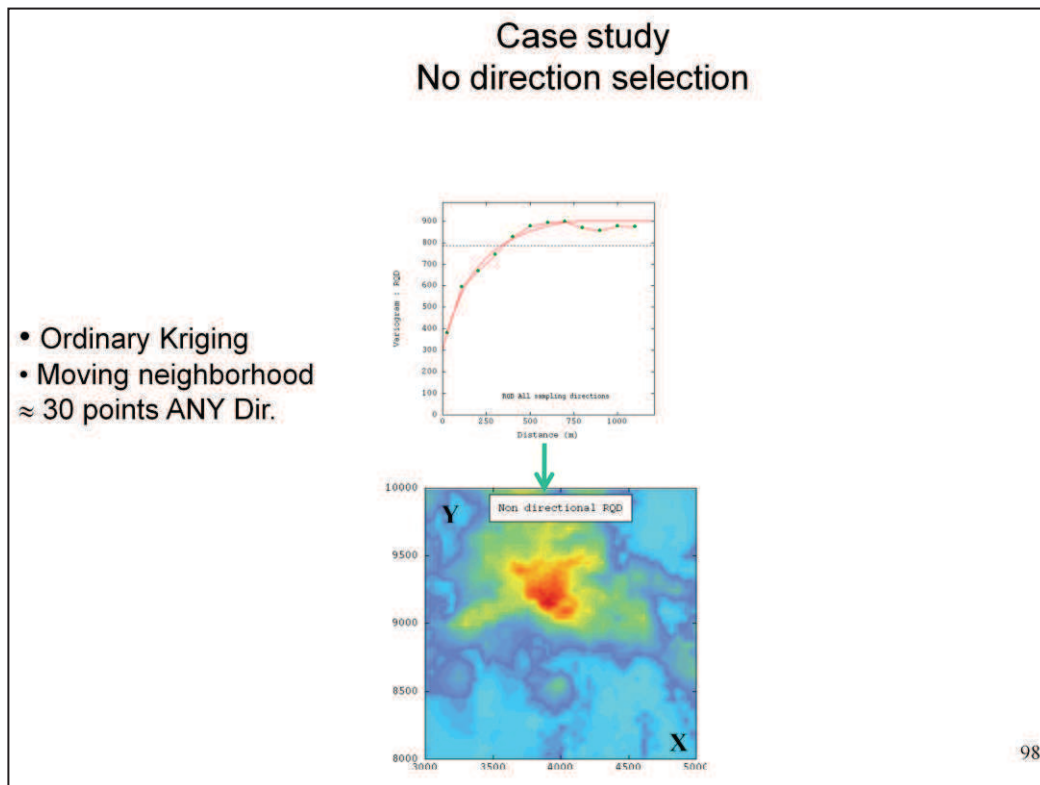 Case study
No direction selection
• Ordinary Kriging
• Moving neighborhood
≈ 30 points ANY Dir.
Variogram : RQD
900
800
700
600
500
400
300
200
100
0
RQD All sampling directions
0 250 500 750 1000
Distance (m)
Non directional RQD
Y
10000
9500
9000
8500
8000
X
3000 3500 4000 4500 5000
98